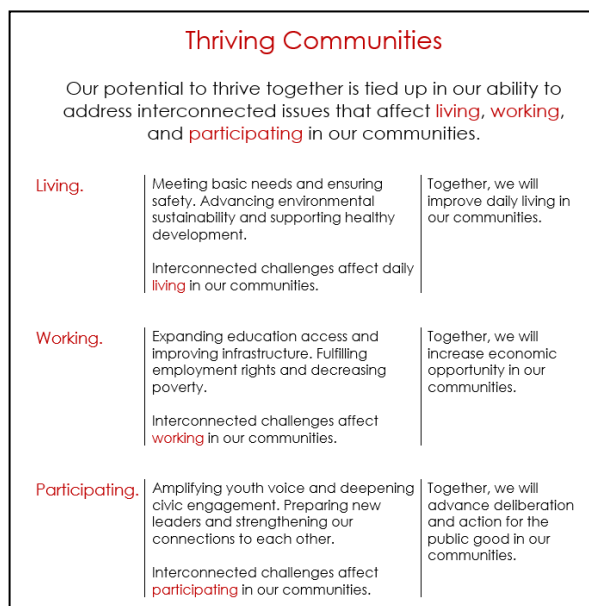 Thriving Communities
Our potential to thrive together is tied up in our ability to
address interconnected issues that affect living, working,
and participating in our communities.
Living.
Meeting basic needs and ensuring
safety. Advancing environmental
sustainability and supporting healthy
development.
Interconnected challenges affect daily
living in our communities.
Together, we will
improve daily living in
our communities.
Working.
Expanding education access and
improving infrastructure. Fulfilling
employment rights and decreasing
poverty.
Interconnected challenges affect
working in our communities.
Together, we will
increase economic
opportunity in our
communities.
Participating.
Amplifying youth voice and deepening
civic engagement. Preparing new
leaders and strengthening our
connections to each other.
Interconnected challenges affect
participating in our communities.
Together, we will
advance deliberation
and action for the
public good in our
communities.